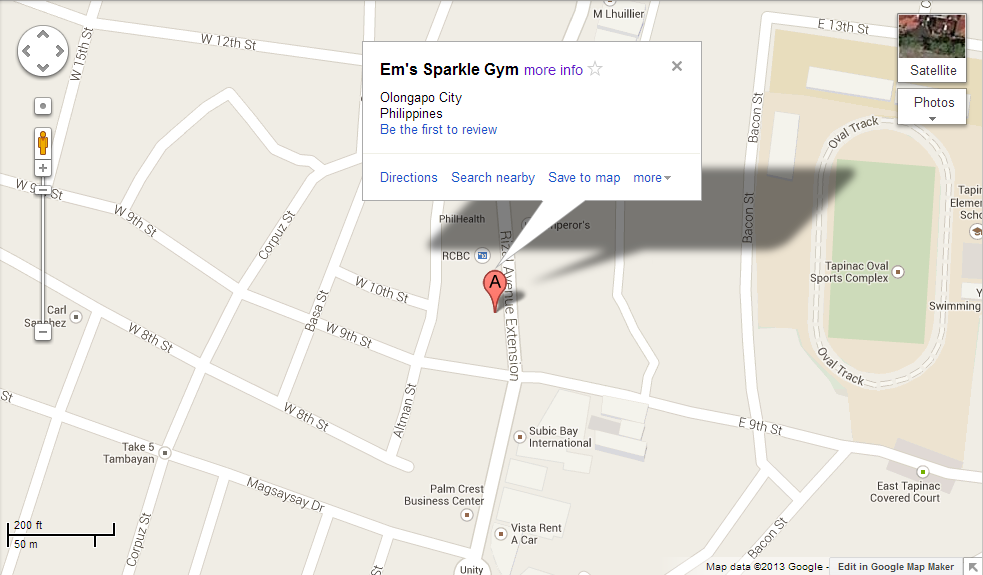 M Lhuillier
E 13th St
W 12th St
W 15th St
Satellite
Photos
Em's Sparkle Gym more info
Olongapo City
Philippines
Be the first to review
Directions Search nearby Save to map more
Bacon St
Oval Track
W 9th St
Corpuz St
PhilHealth
Emperor's
RCBC
A
Rizal Avenue Extension
Bacon St
Tapinac Oval
Sports Complex
Swimming
W 10th St
Basa St
Carl
Sanchez
W 8th St
W 9th St
Oval Track
Altman St
W 8th St
E 9th St
Subic Bay
International
Take 5
Tambayan
Magsaysay Dr
Palm Crest
Business Center
East Tapinac
Covered Court
Vista Rent
A Car
Corpuz St
Bacon St
Unity
200 ft
50 m
Map data ©2013 Google -
Edit in Google Map Maker